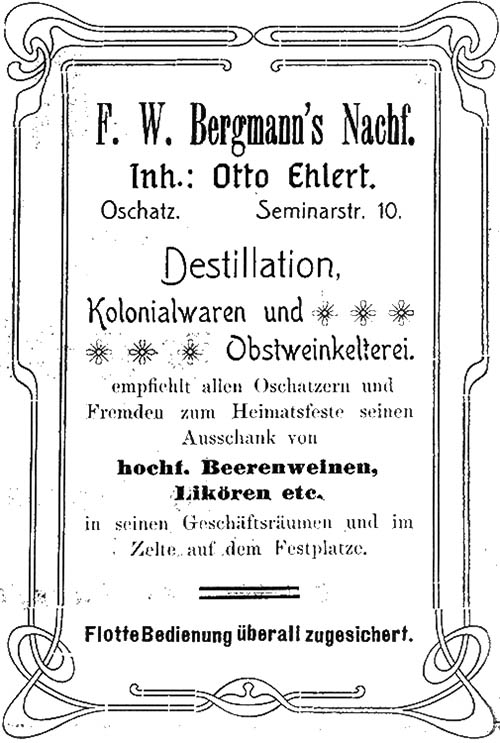 F. W. Bergmann's Nachf.
Inh.: Otto Ehlert.
Oschatz. Seminarstr. 10.
Destillation,
Kolonialwaren und
Obstweinkelterei.
empfiehlt allen Oschatzern und
Fremden zum Heimatsfeste seinen
Ausschank von
hochf. Beerenweinen,
Likören etc.
in seinen Geschäftsräumen und im
Zelte auf dem Festplatze.
Flotte Bedienung überall zugesichert.